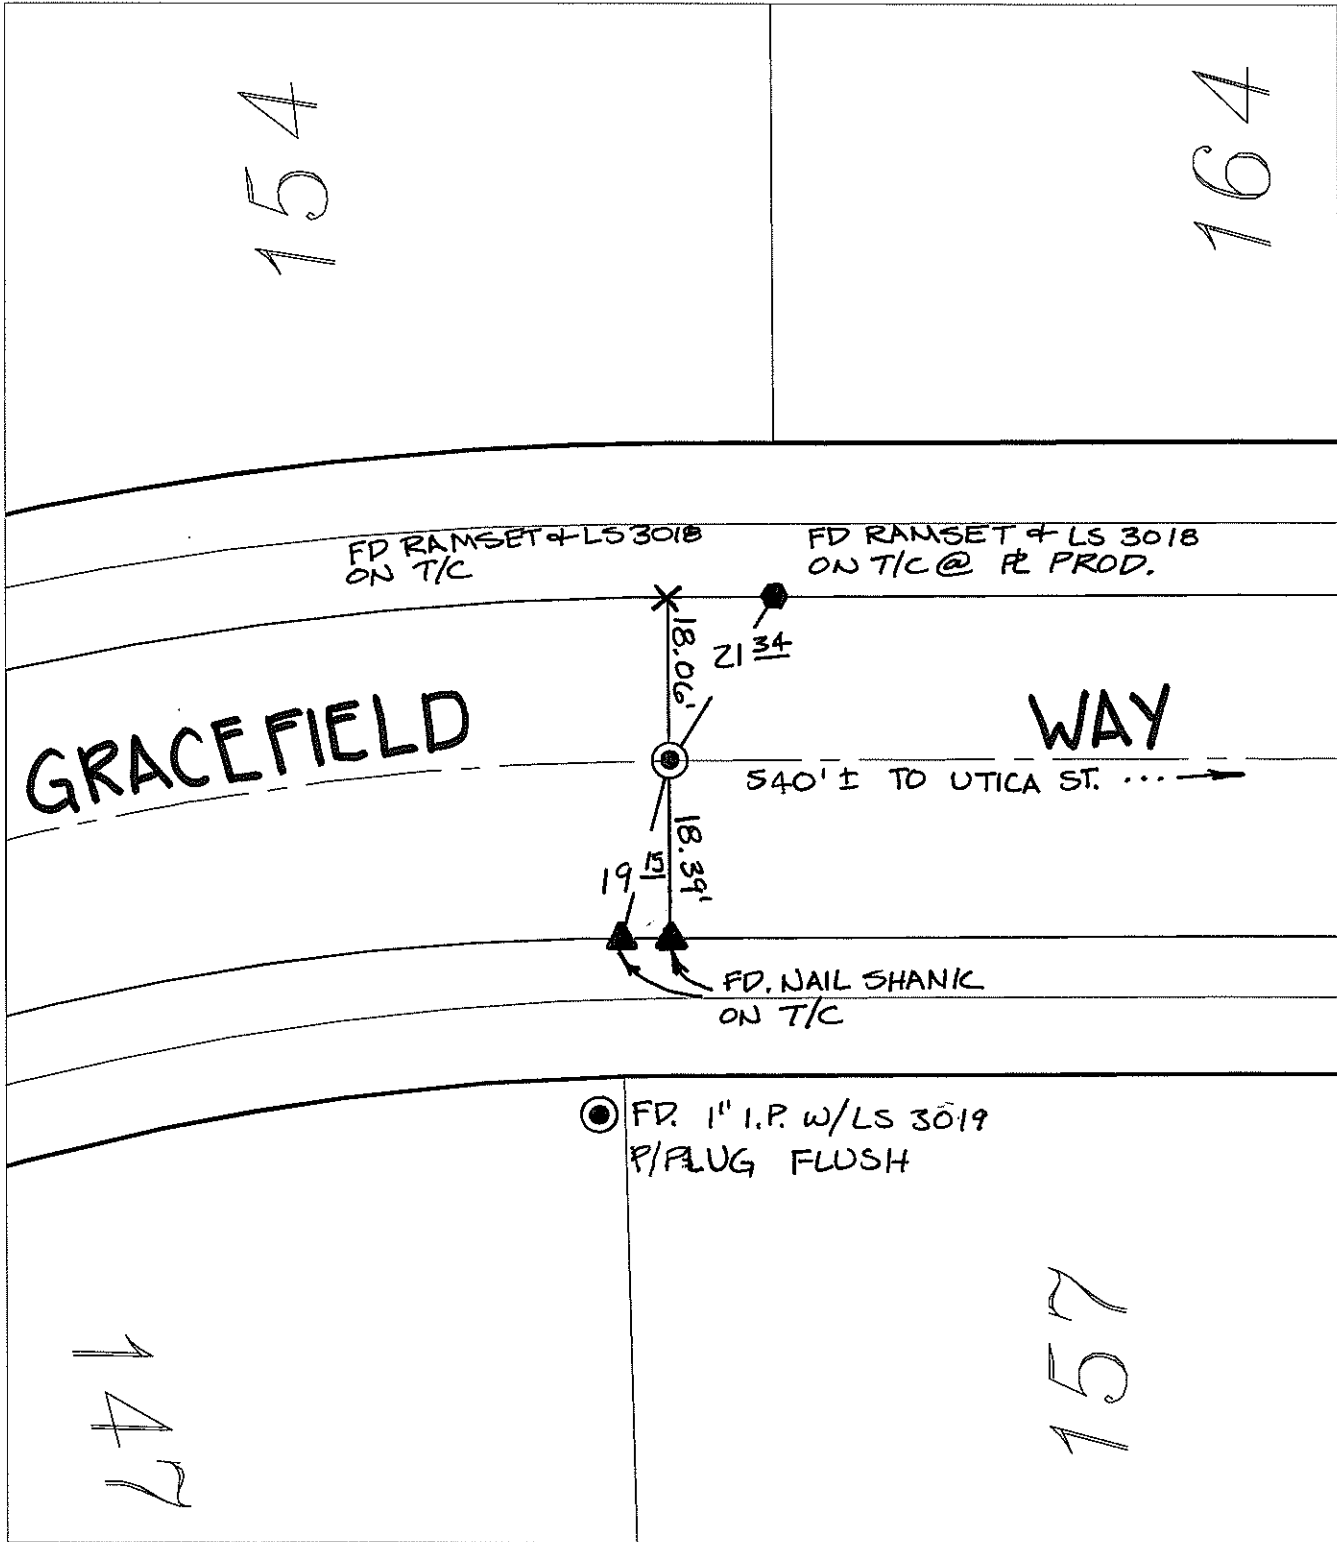 154
164
FD RAMSET & LS 3018
ON T/C
FD RAMSET & LS 3018
ON T/C @ PL PROD.
18.06'
21 34
GRACEFIELD WAY
540' ± TO UTICA ST. ...
18.39'
19 15
FD. NAIL SHANK
ON T/C
FD. 1" I.P. W/LS 3019
P/PLUG FLUSH
147
157